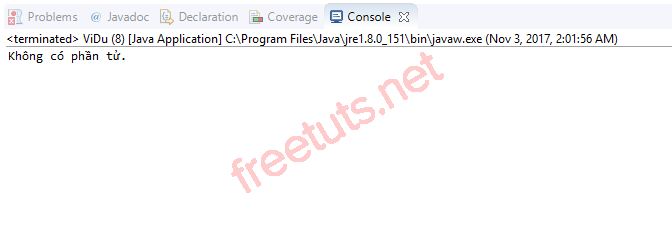 Problems @ Javadoc Declaration Coverage Console
<terminated> ViDu (8) [Java Application] C:\Program Files\Java\jre1.8.0_151\bin\javaw.exe (Nov 3, 2017, 2:01:56 AM)
Không có phần tử.
freetuts.net